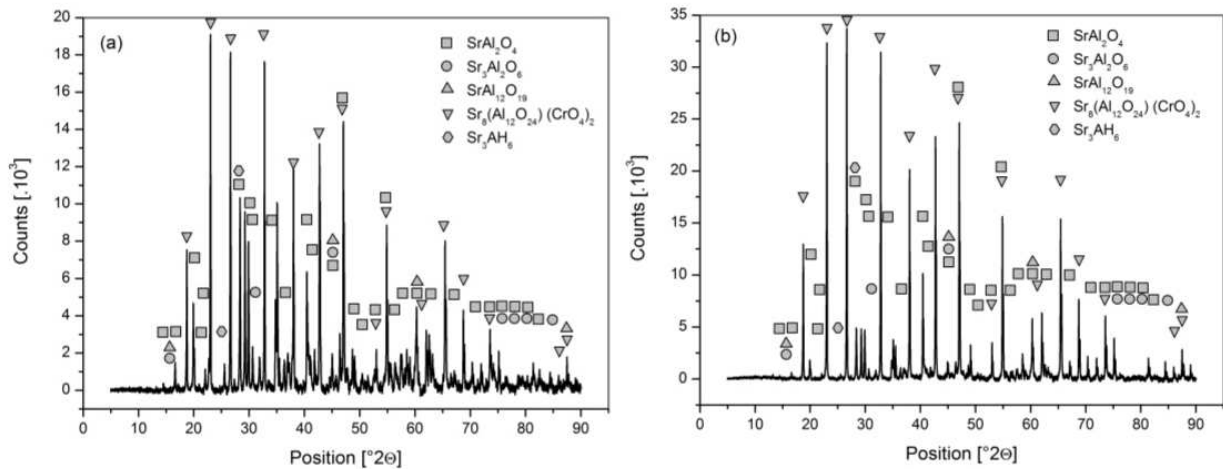 (a)
SrAl₂O₄
Sr₃Al₂O₆
SrAl₁₂O₁₉
Sr₈(Al₁₂O₂₄) (CrO₄)₂
Sr₃AH₆
Counts [.10³]
20
18
16
14
12
10
8
6
4
2
0
0 10 20 30 40 50 60 70 80 90
Position [°2Θ]
(b)
SrAl₂O₄
Sr₃Al₂O₆
SrAl₁₂O₁₉
Sr₈(Al₁₂O₂₄) (CrO₄)₂
Sr₃AH₆
Counts [.10³]
35
30
25
20
15
10
5
0
0 10 20 30 40 50 60 70 80 90
Position [°2Θ]